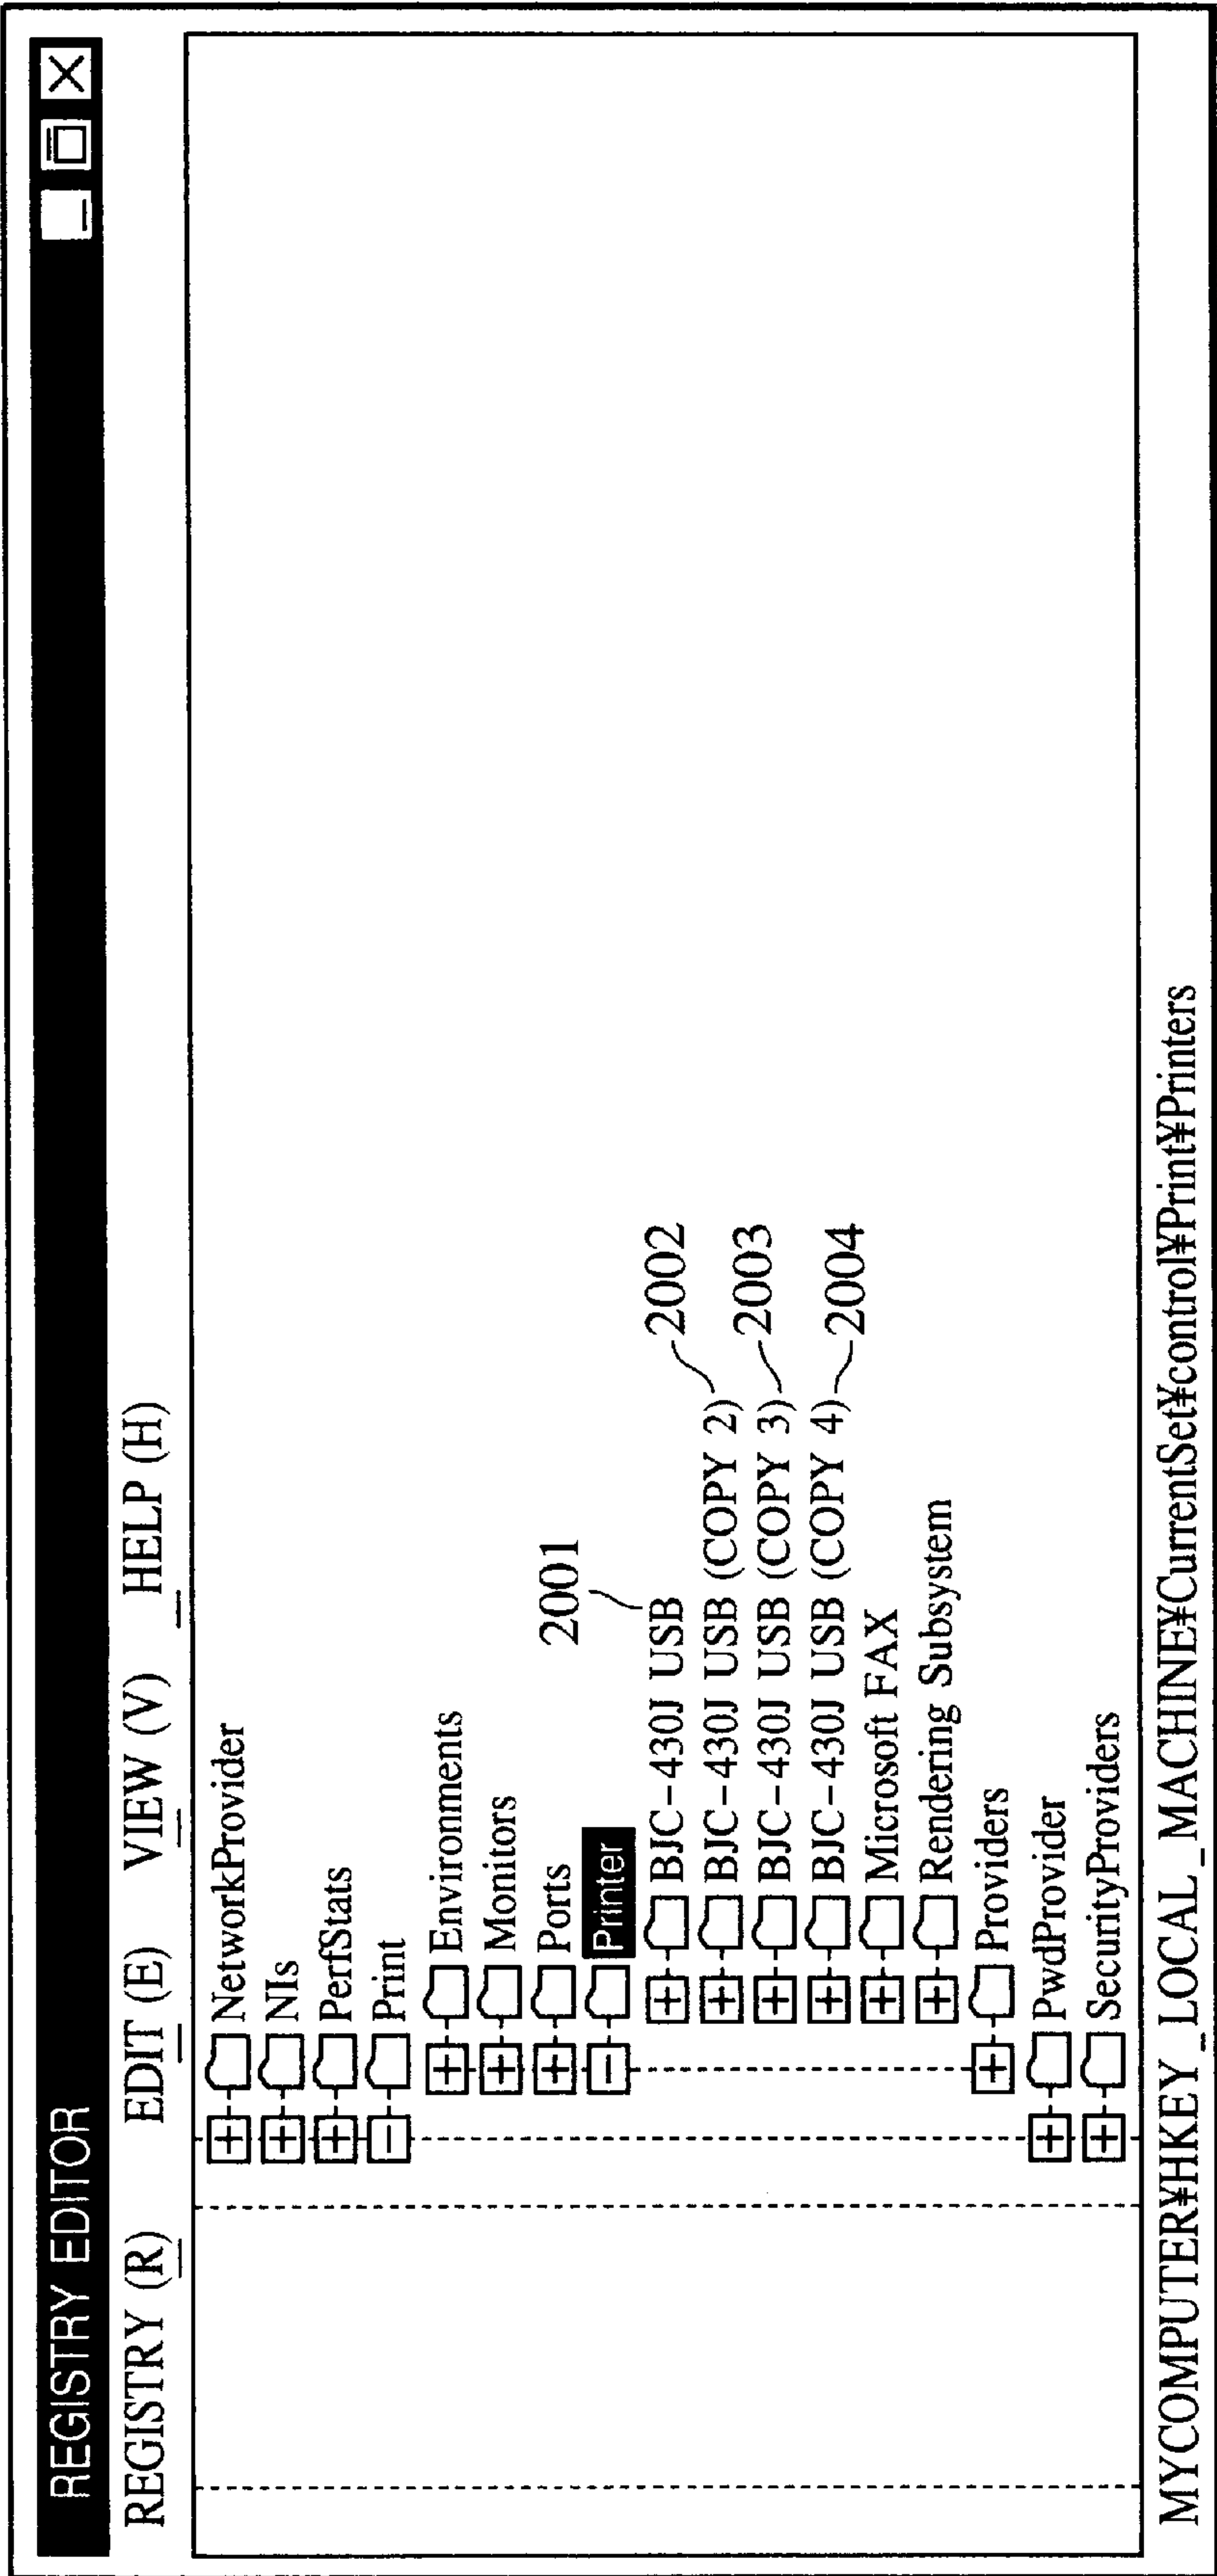 REGISTRY EDITOR
REGISTRY (R) EDIT (E) VIEW (V) HELP (H)
NetworkProvider
NIs
PerfStats
Print
Environments
Monitors
Ports
2001
Printer
BJC-430J USB
2002
BJC-430J USB (COPY 2)
2003
BJC-430J USB (COPY 3)
2004
BJC-430J USB (COPY 4)
Microsoft FAX
Rendering Subsystem
Providers
PwdProvider
SecurityProviders
MYCOMPUTER¥HKEY_LOCAL_MACHINE¥CurrentSet¥control¥Print¥Printers